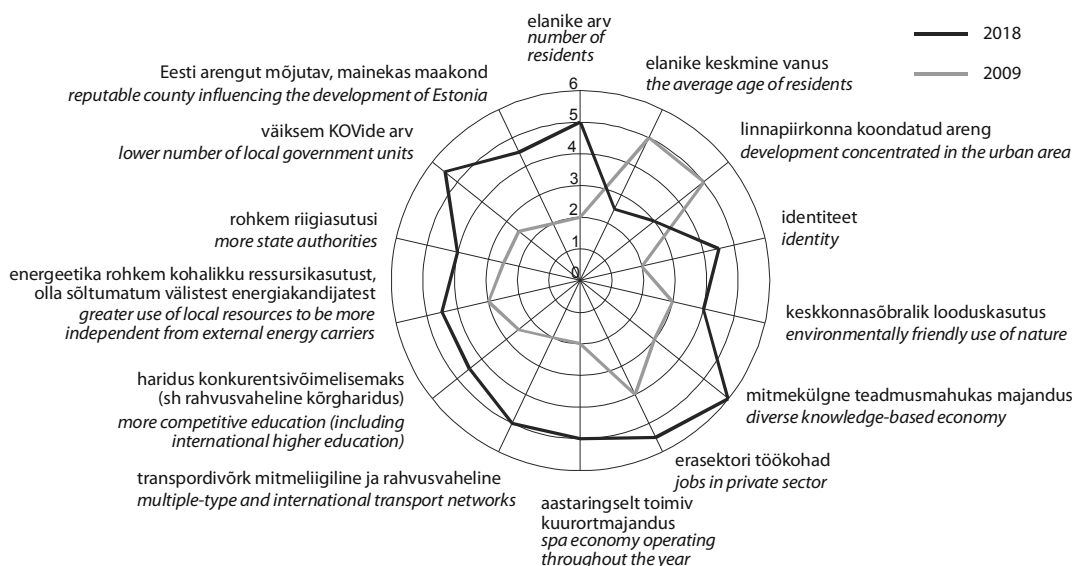 elanike arv
number of
residents
2018
2009
elanike keskmine vanus
the average age of residents
Eesti arengut mõjutav, mainekas maakond
reputable county influencing the development of Estonia
6
5
4
3
2
1
0
linnapiirkonna koondatud areng
development concentrated in the urban area
väiksem KOVide arv
lower number of local government units
identiteet
identity
rohkem riigiasutusi
more state authorities
energeetika rohkem kohalikku ressursikasutust,
olla sõltumatum välistest energiakandijatest
greater use of local resources to be more
independent from external energy carriers
keskkonnasõbralik looduskasutus
environmentally friendly use of nature
haridus konkurentsivõimelisemaks
(sh rahvusvaheline kõrgharidus)
more competitive education (including
international higher education)
mitmekülgne teadmusmahukas majandus
diverse knowledge-based economy
erasektori töökohad
jobs in private sector
transpordivõrk mitmeliigiline ja rahvusvaheline
multiple-type and international transport networks
aastaringselt toimiv
kuurortmajandus
spa economy operating
throughout the year